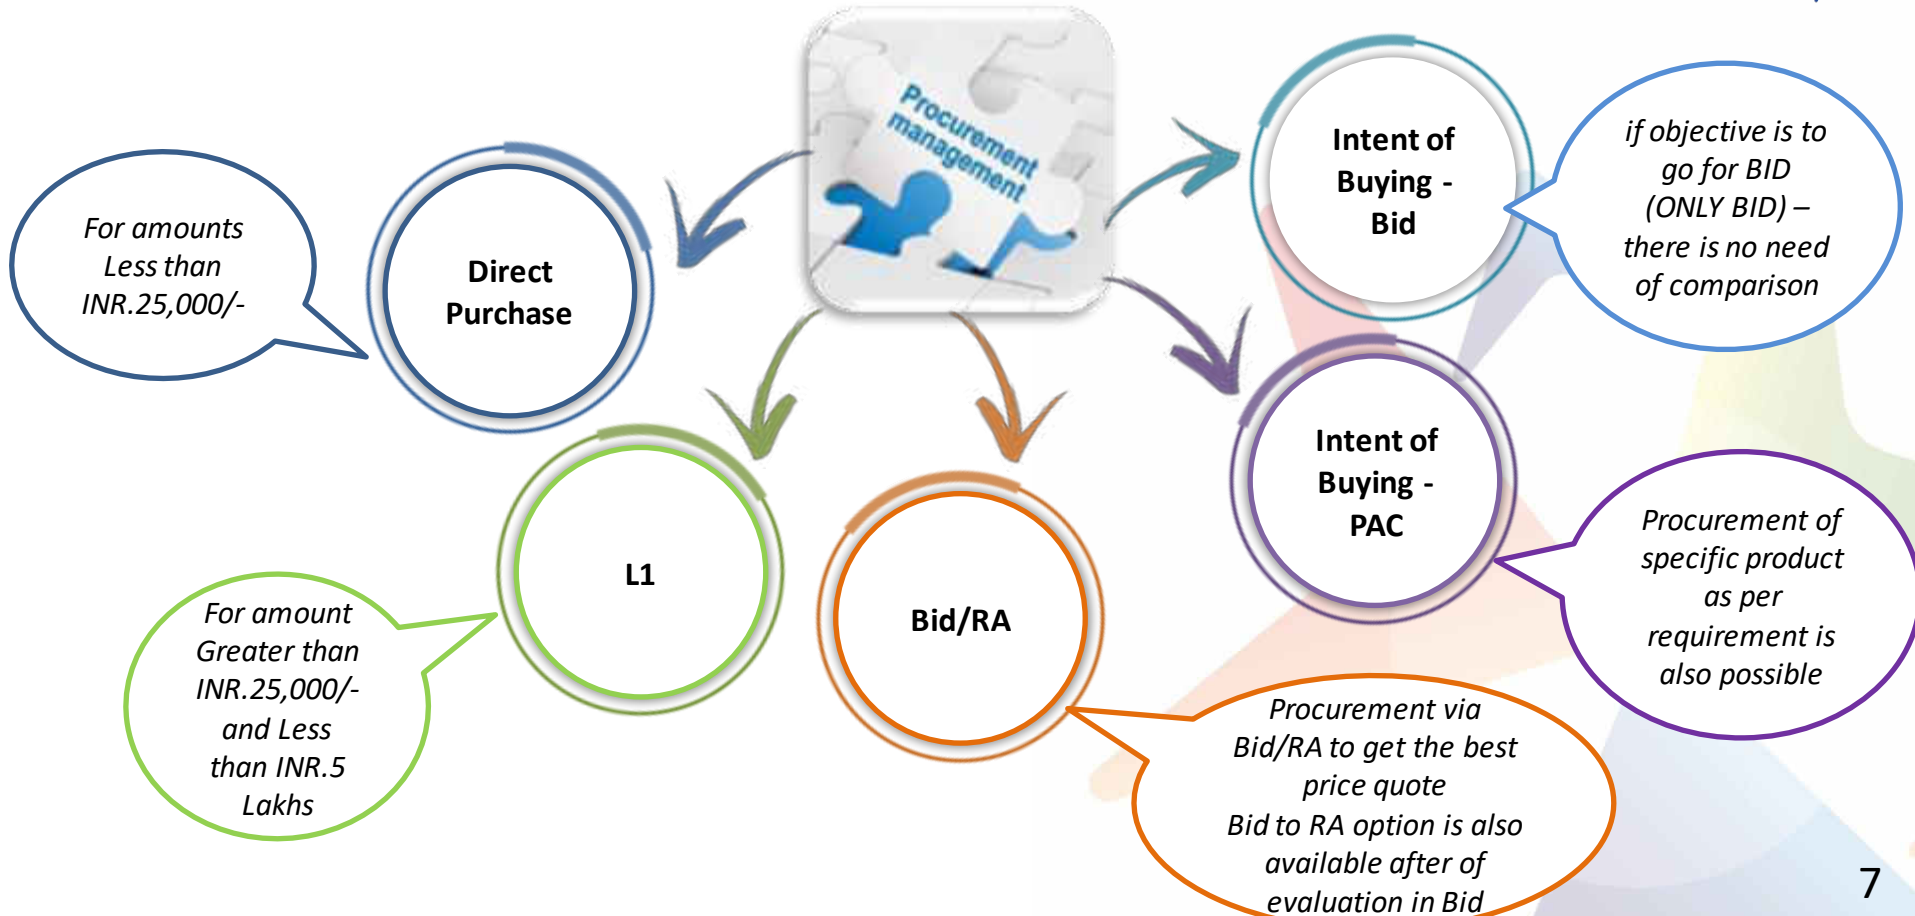 Procurement
management
Intent of
Buying -
Bid
if objective is to
go for BID
(ONLY BID) –
there is no need
of comparison
For amounts
Less than
INR.25,000/-
Direct
Purchase
Intent of
Buying -
PAC
Procurement of
specific product
as per
requirement is
also possible
L1
For amount
Greater than
INR.25,000/-
and Less
than INR.5
Lakhs
Bid/RA
Procurement via
Bid/RA to get the best
price quote
Bid to RA option is also
available after of
evaluation in Bid
7